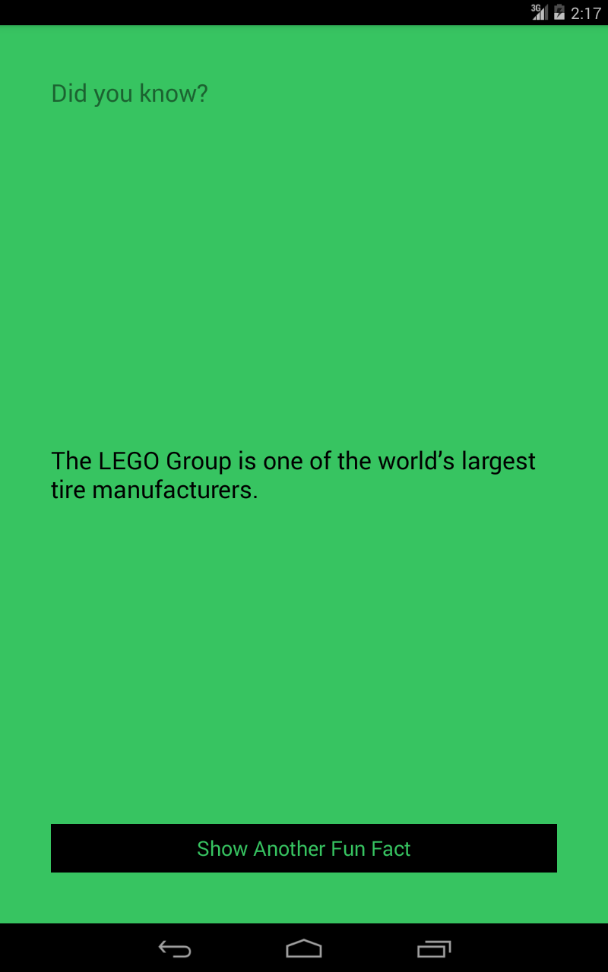 3G 2:17
Did you know?
The LEGO Group is one of the world’s largest
tire manufacturers.
Show Another Fun Fact